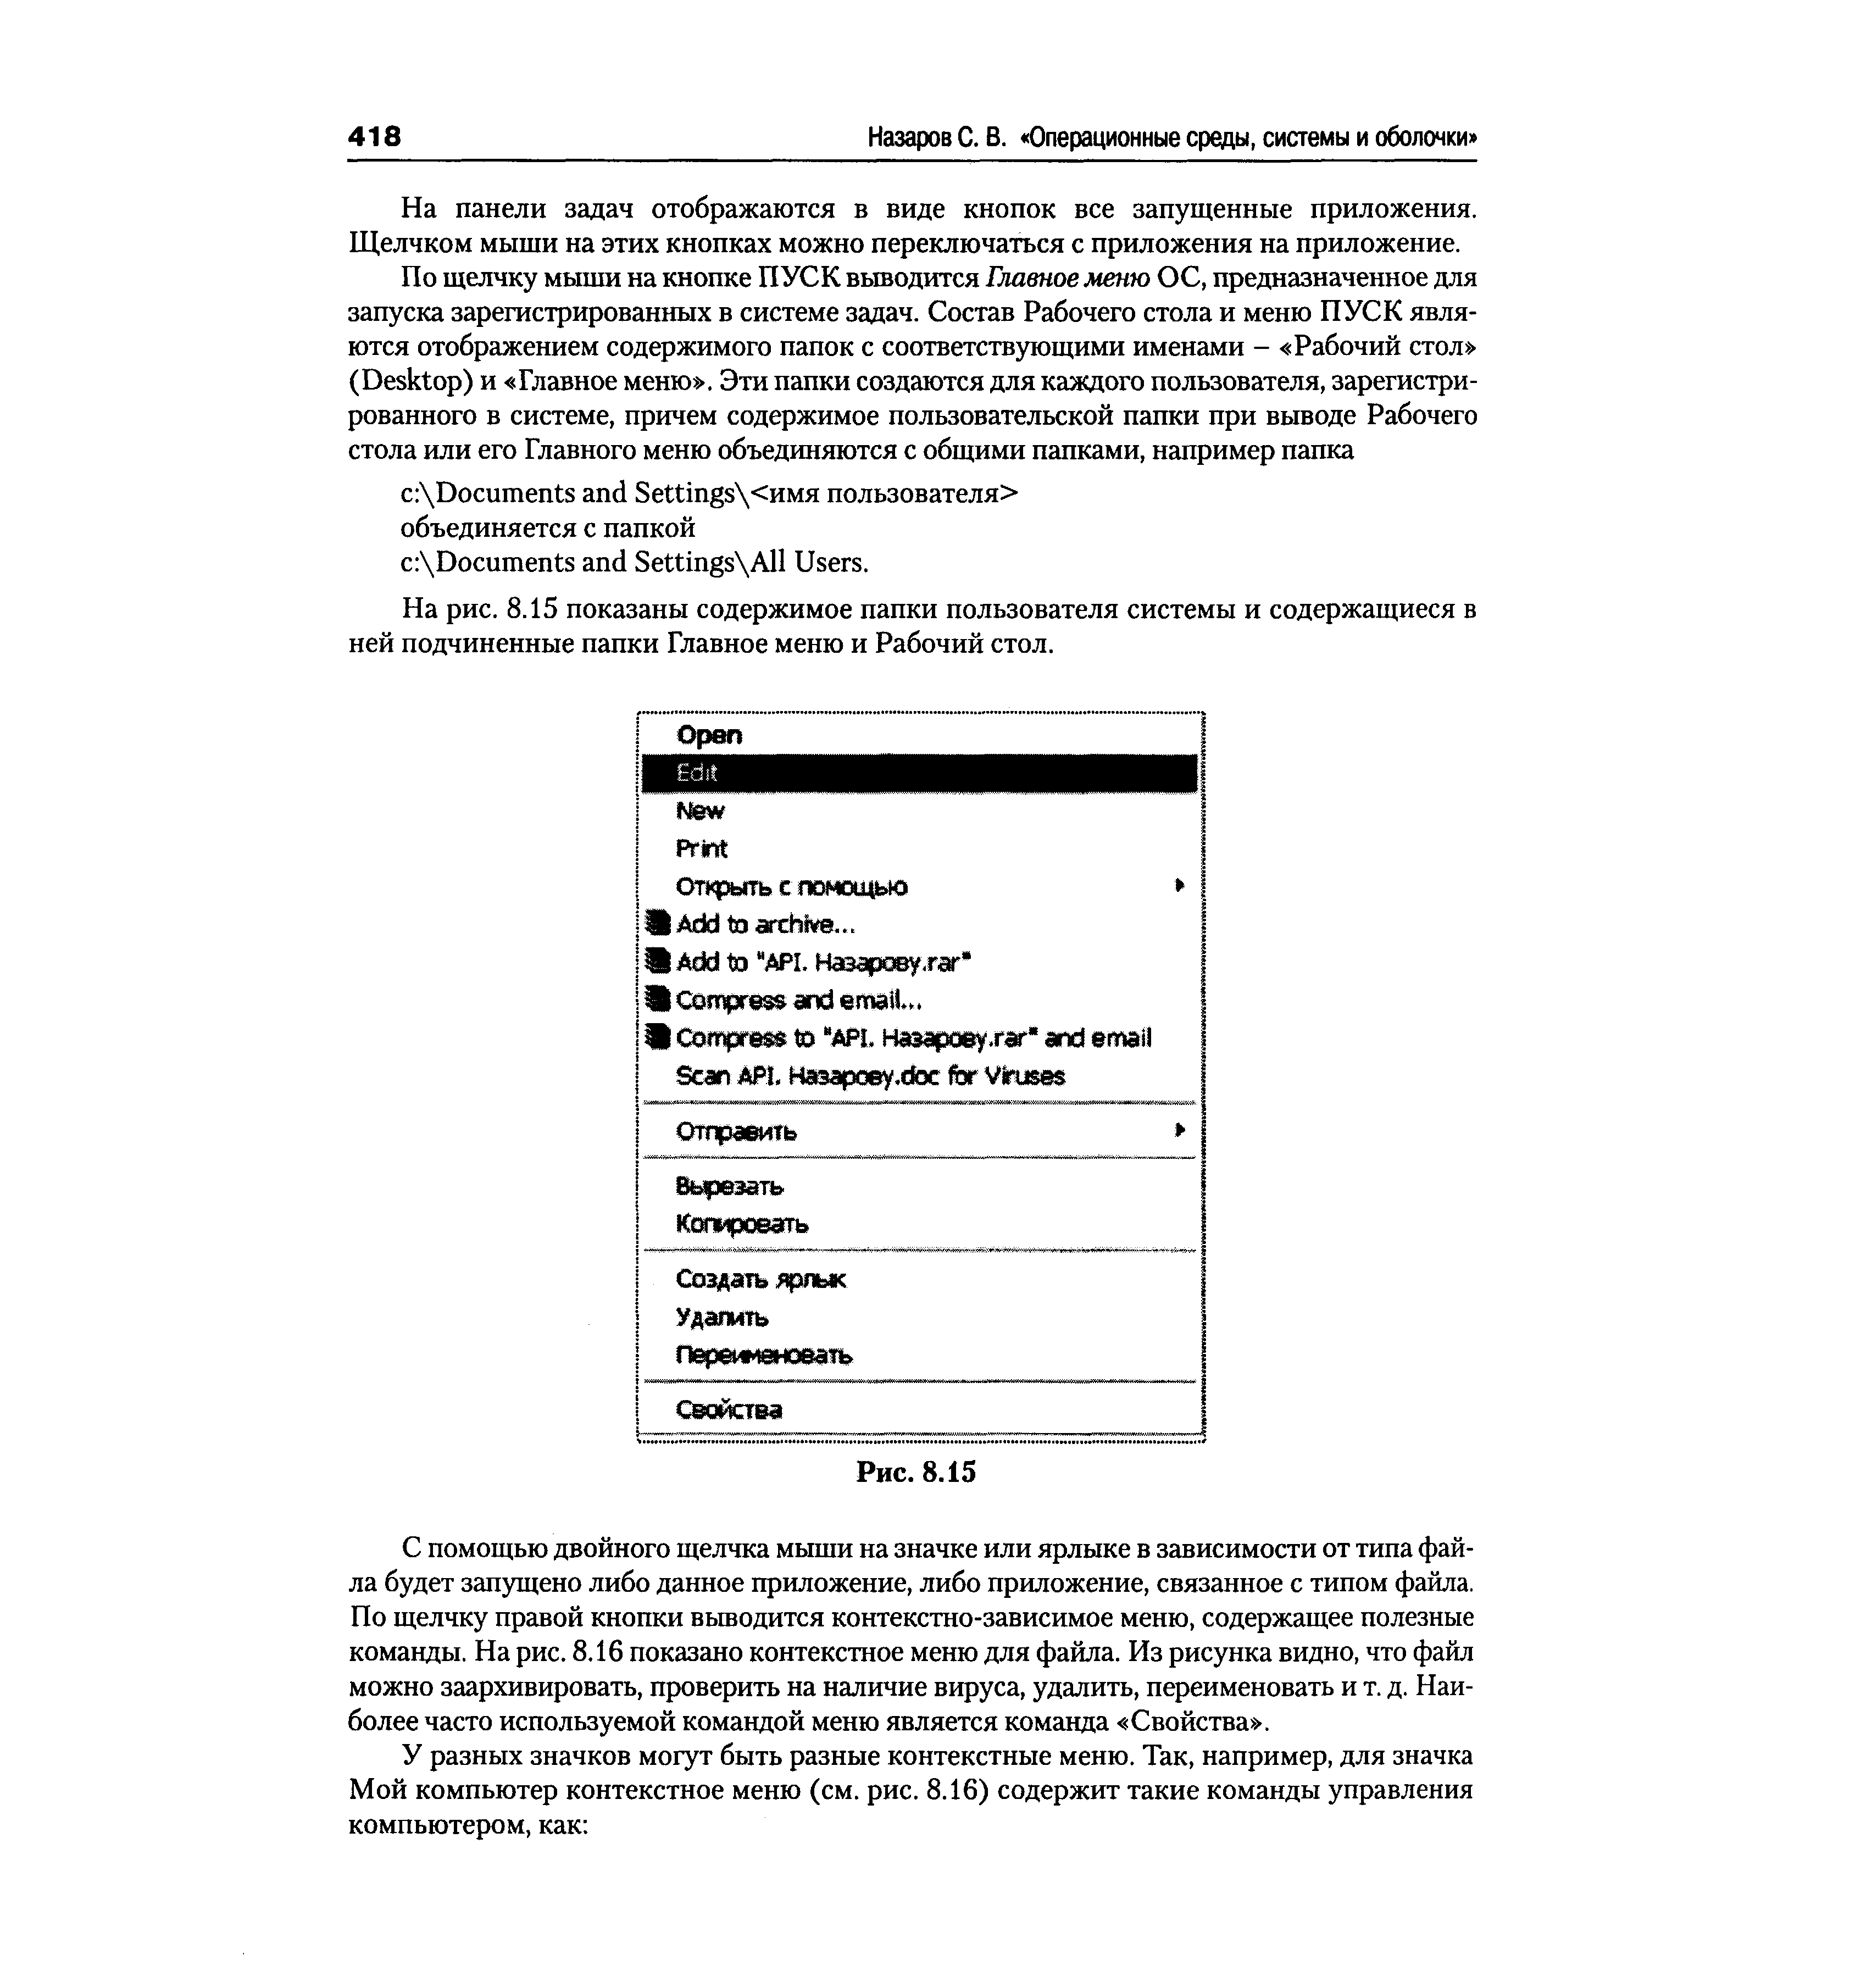 418
Назаров С. В. «Операционные среды, системы и оболочки»
На панели задач отображаются в виде кнопок все запущенные приложения.
Щелчком мыши на этих кнопках можно переключаться с приложения на приложение.
По щелчку мыши на кнопке ПУСК выводится Главное меню ОС, предназначенное для
запуска зарегистрированных в системе задач. Состав Рабочего стола и меню ПУСК явля-
ются отображением содержимого папок с соответствующими именами – «Рабочий стол»
(Desktop) и «Главное меню». Эти папки создаются для каждого пользователя, зарегистри-
рованного в системе, причем содержимое пользовательской папки при выводе Рабочего
стола или его Главного меню объединяются с общими папками, например папка
c:\Documents and Settings\<имя пользователя>
объединяется с папкой
c:\Documents and Settings\All Users.
На рис. 8.15 показаны содержимое папки пользователя системы и содержащиеся в
ней подчиненные папки Главное меню и Рабочий стол.
Open
Edit
New
Print
Открыть с помощью
Add to archive...
Add to "API. Назарову.rar"
Compress and email...
Compress to "API. Назарову.rar" and email
Scan API. Назарову.doc for Viruses
Отправить
Вырезать
Копировать
Создать ярлык
Удалить
Переименовать
Свойства
Рис. 8.15
С помощью двойного щелчка мыши на значке или ярлыке в зависимости от типа фай-
ла будет запущено либо данное приложение, либо приложение, связанное с типом файла.
По щелчку правой кнопки выводится контекстно-зависимое меню, содержащее полезные
команды. На рис. 8.16 показано контекстное меню для файла. Из рисунка видно, что файл
можно заархивировать, проверить на наличие вируса, удалить, переименовать и т. д. Наи-
более часто используемой командой меню является команда «Свойства».
У разных значков могут быть разные контекстные меню. Так, например, для значка
Мой компьютер контекстное меню (см. рис. 8.16) содержит такие команды управления
компьютером, как: